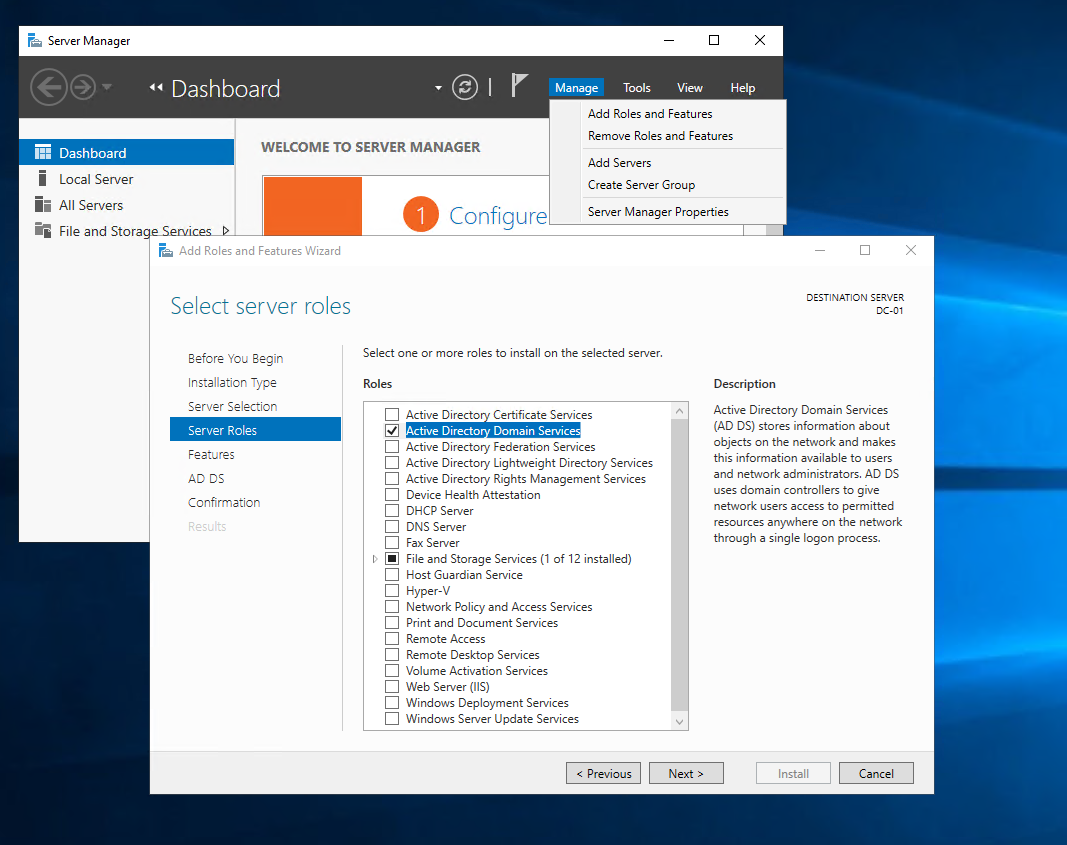 Server Manager
Dashboard
Manage Tools View Help
Add Roles and Features
Remove Roles and Features
Add Servers
Create Server Group
Server Manager Properties
Dashboard
Local Server
All Servers
File and Storage Services
WELCOME TO SERVER MANAGER
1 Configure
Add Roles and Features Wizard
Select server roles
DESTINATION SERVER
DC-01
Before You Begin
Installation Type
Server Selection
Server Roles
Features
AD DS
Confirmation
Results
Select one or more roles to install on the selected server.
Roles
Active Directory Certificate Services
Active Directory Domain Services
Active Directory Federation Services
Active Directory Lightweight Directory Services
Active Directory Rights Management Services
Device Health Attestation
DHCP Server
DNS Server
Fax Server
File and Storage Services (1 of 12 installed)
Host Guardian Service
Hyper-V
Network Policy and Access Services
Print and Document Services
Remote Access
Remote Desktop Services
Volume Activation Services
Web Server (IIS)
Windows Deployment Services
Windows Server Update Services
Description
Active Directory Domain Services
(AD DS) stores information about
objects on the network and makes
this information available to users
and network administrators. AD DS
uses domain controllers to give
network users access to permitted
resources anywhere on the network
through a single logon process.
< Previous Next > Install Cancel